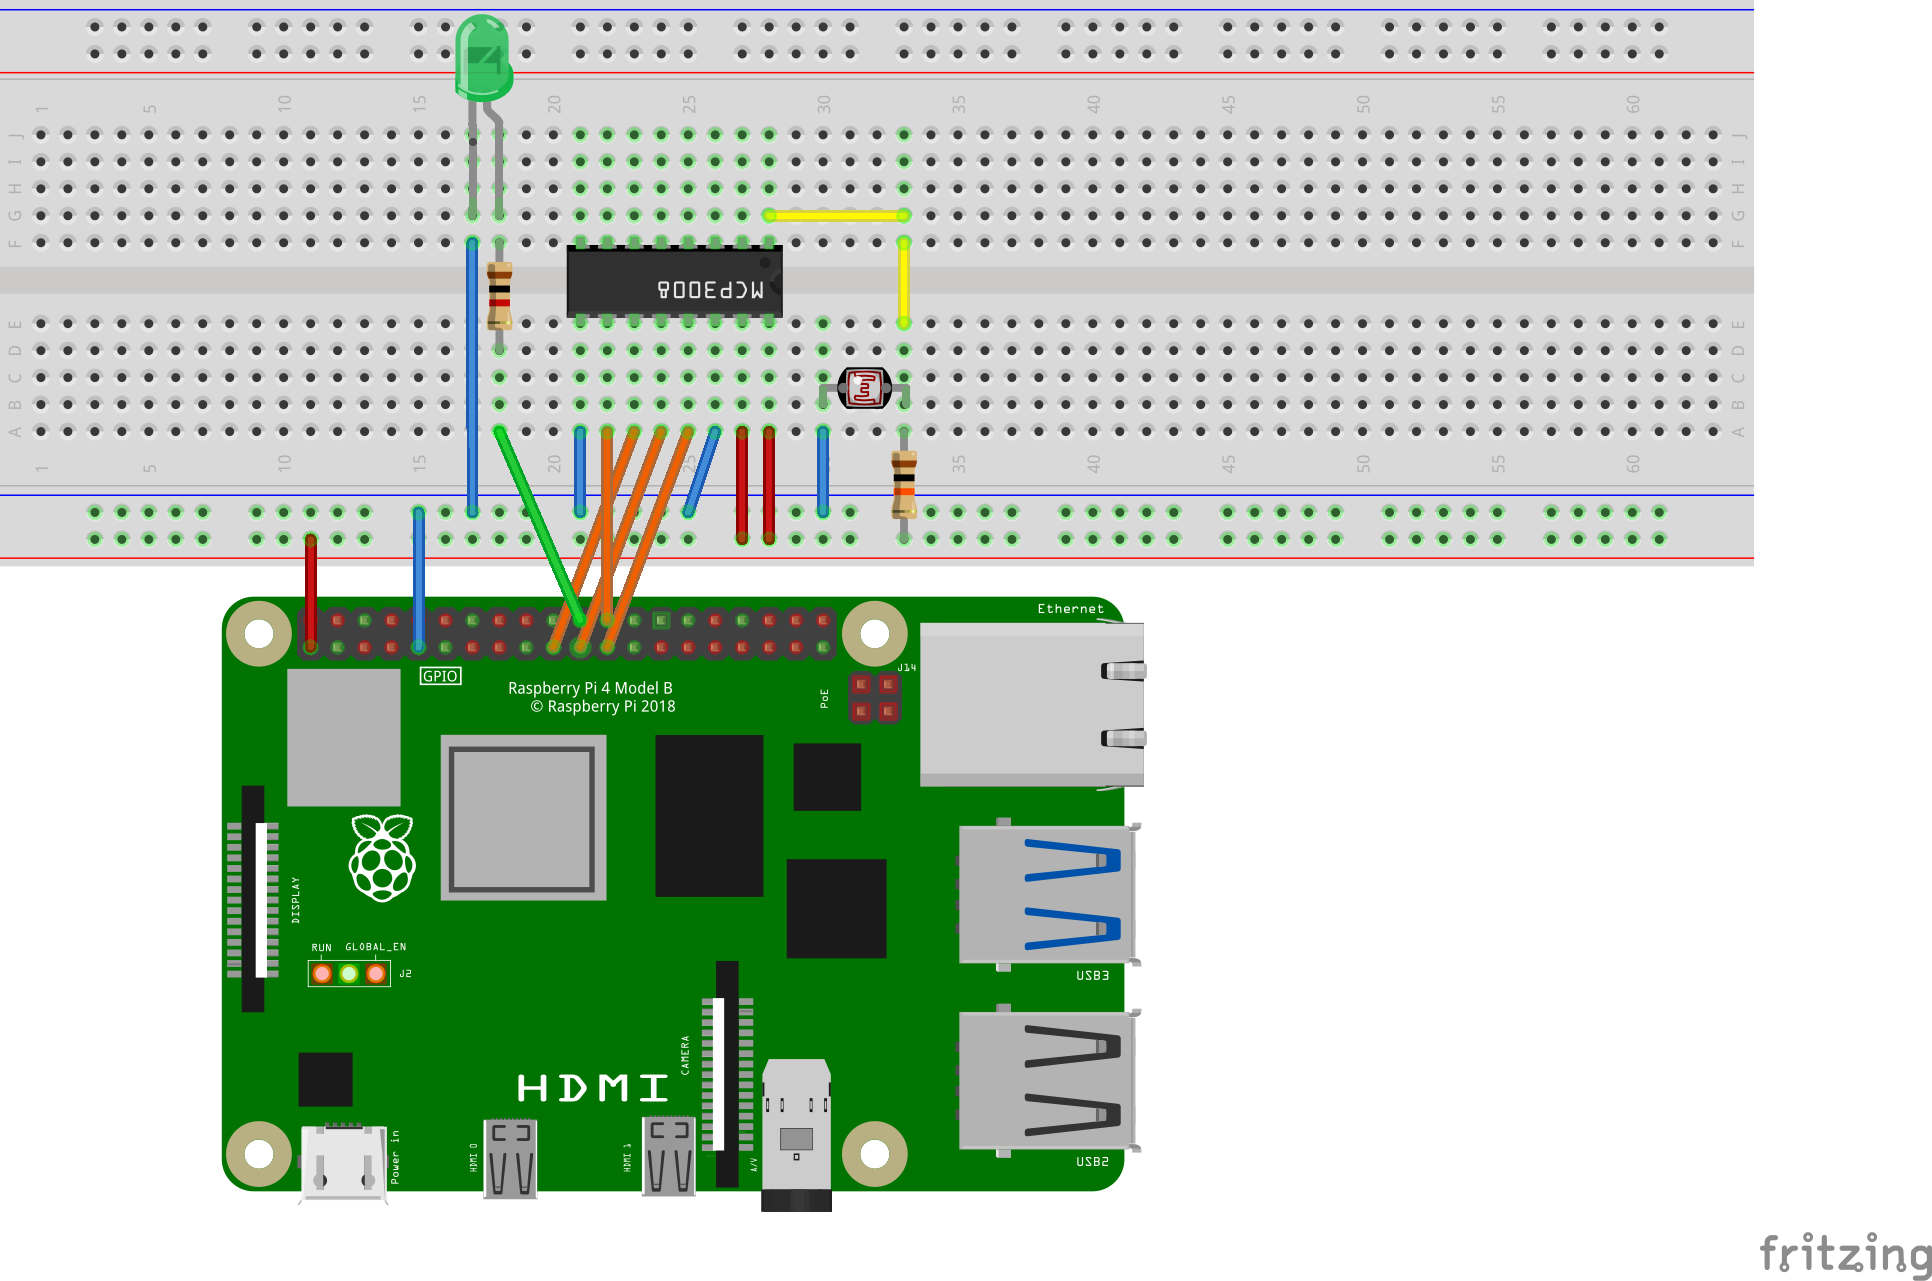 1 5 10 15 20 25 30 35 40 45 50 55 60
J J
I I
H H
G G
F F
MCP3008
E E
D D
C C
B B
A A
1 5 10 15 20 25 35 40 45 50 55 60
Ethernet
J14
GPIO
Raspberry Pi 4 Model B
© Raspberry Pi 2018
PoE
DISPLAY
RUN GLOBAL_EN
J2
USB3
CAMERA
HDMI
Power in
HDMI 0
HDMI 1
A/V
USB2
fritzing